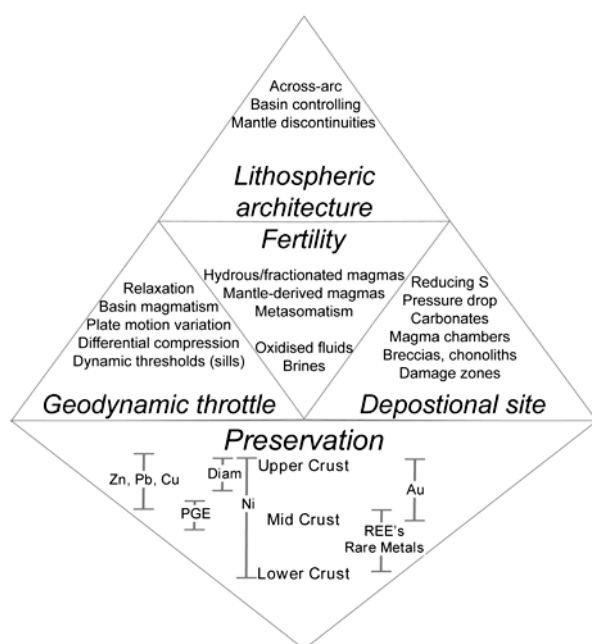 Across-arc
Basin controlling
Mantle discontinuities
Lithospheric
architecture
Fertility
Hydrous/fractionated magmas
Mantle-derived magmas
Metasomatism
Oxidised fluids
Brines
Relaxation
Basin magmatism
Plate motion variation
Differential compression
Dynamic thresholds (sills)
Geodynamic throttle
Reducing S
Pressure drop
Carbonates
Magma chambers
Breccias, chonoliths
Damage zones
Depostional site
Preservation
Zn, Pb, Cu
Diam
PGE
Ni
Upper Crust
Mid Crust
Lower Crust
Au
REE's
Rare Metals